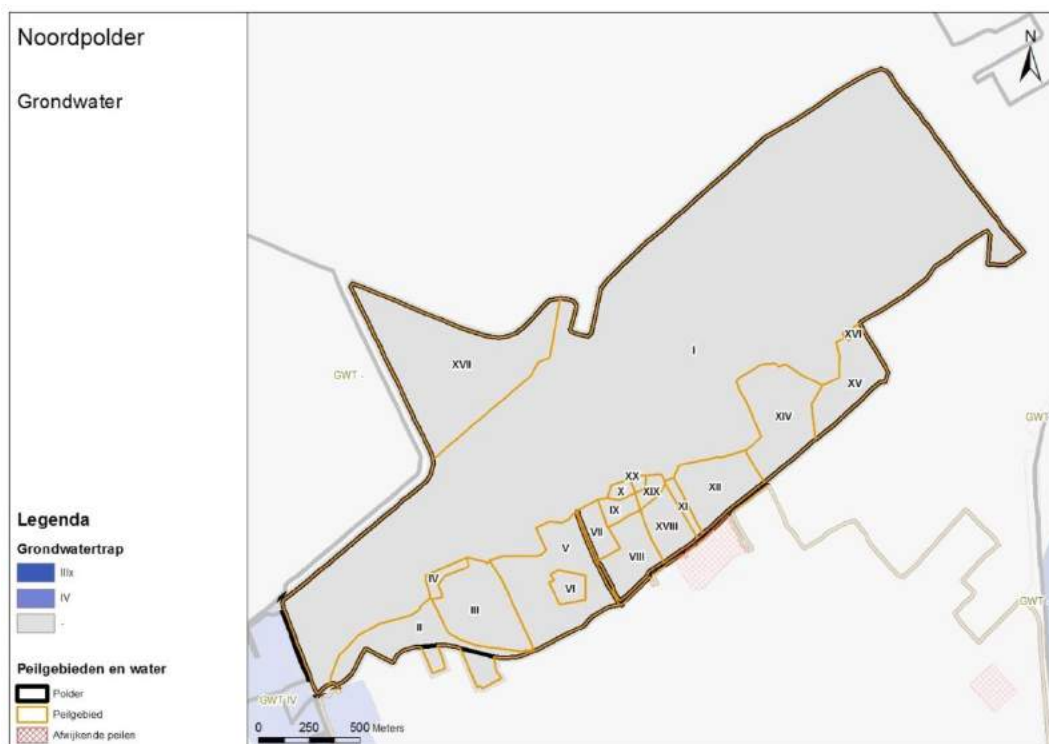 Noordpolder
Grondwater
N
XVI
I
XVII
XV
GWT -
GWT
XIV
XX
X
XIX
XII
IX
XI
VII
XVIII
V
VIII
IV
VI
III
GWT
II
GWT IV
Legenda
Grondwatertrap
IIIx
IV
-
Peilgebieden en water
Polder
Peilgebied
Afwijkende peilen
0 250 500 Meters